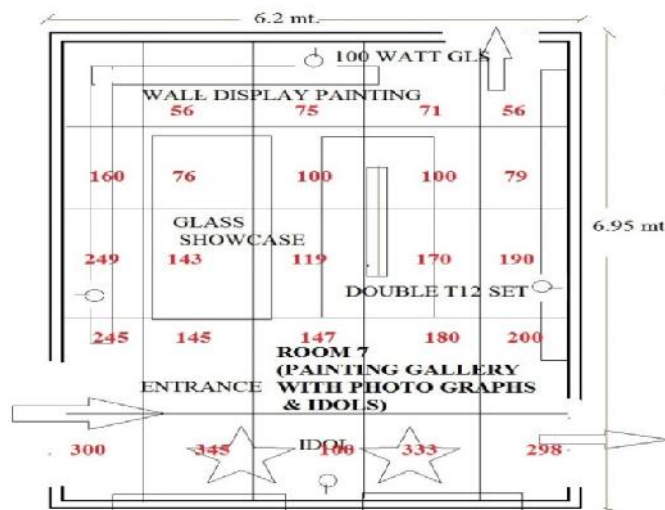 6.2 mt.
100 WATT GLS
WALL DISPLAY PAINTING
56 75 71 56
160 76 100 100 79
GLASS
SHOWCASE
6.95 mt
249 143 119 170 190
DOUBLE T12 SET
245 145 147 180 200
ROOM 7
(PAINTING GALLERY
ENTRANCE WITH PHOTO GRAPHS
& IDOLS)
IDOL
300 345 100 333 298